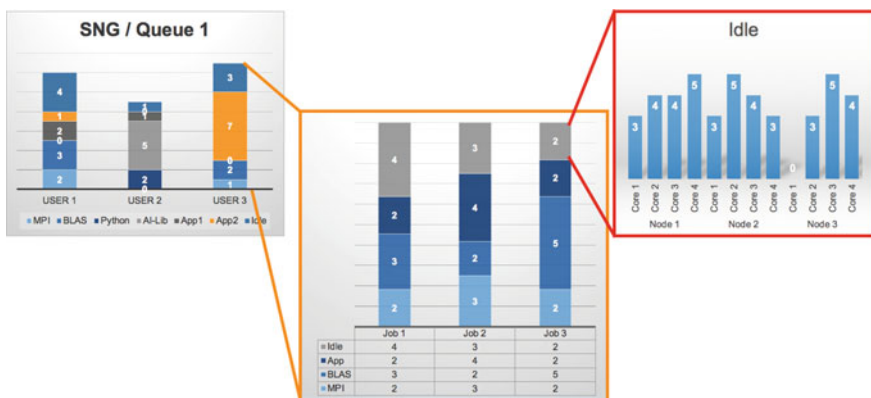 SNG / Queue 1
4
1
2
0
3
2
1
0
1
5
2
0
3
7
0
2
1
USER 1 USER 2 USER 3
MPI BLAS Python AI-Lib App1 App2 Idle
4 3 2
2 4 2
3 2 5
2 3 2
Job 1 Job 2 Job 3
Idle 4 3 2
App 2 4 2
BLAS 3 2 5
MPI 2 3 2
Idle
3 4 4 5 3 5 4 3 0 3 5 4
Core 1 Core 2 Core 3 Core 4 Core 1 Core 2 Core 3 Core 4 Core 1 Core 2 Core 3 Core 4
Node 1 Node 2 Node 3